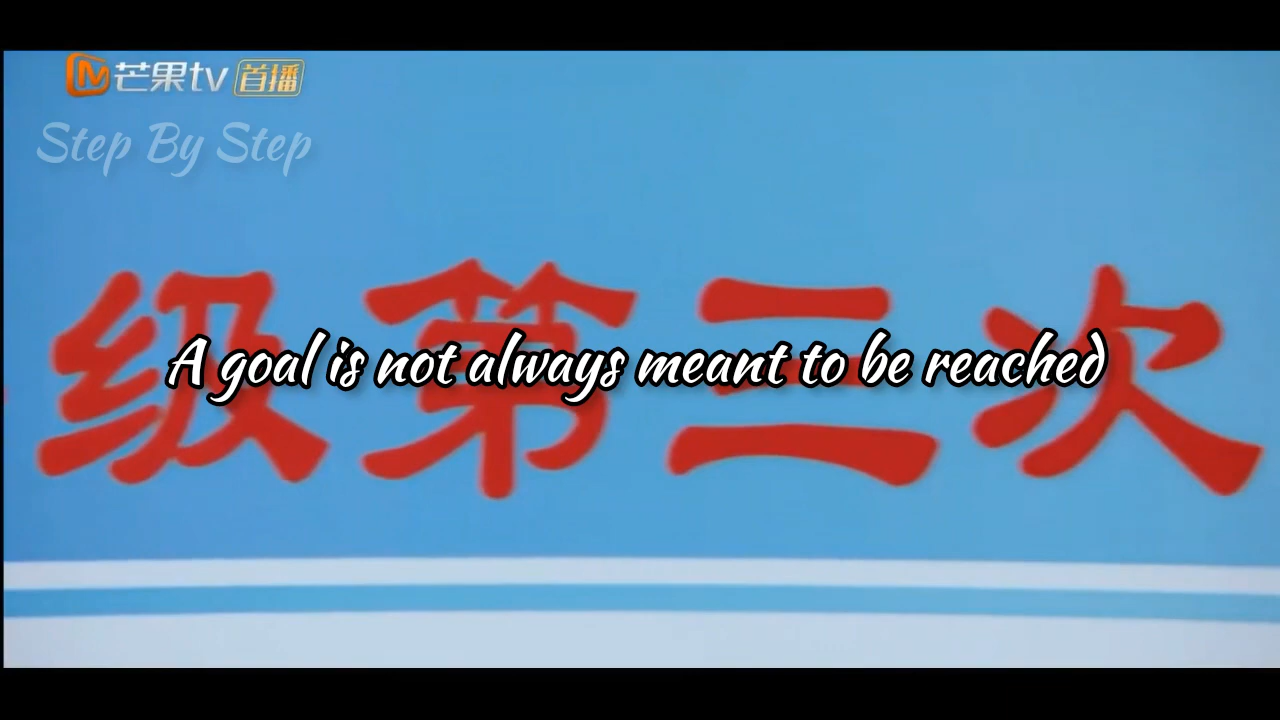 芒果tv 首播
Step By Step
级第三次
A goal is not always meant to be reached